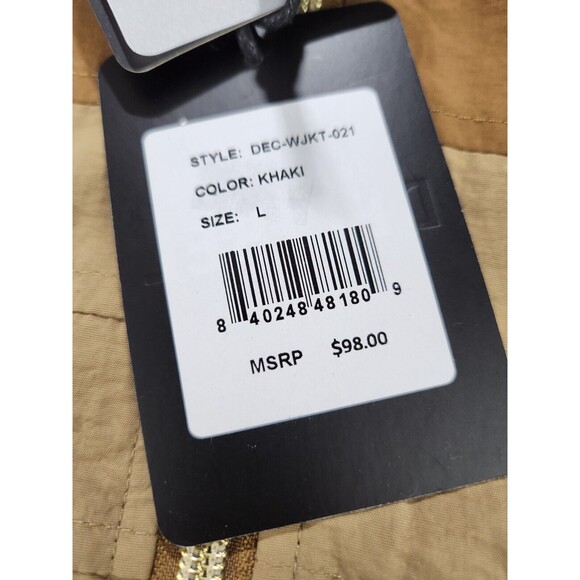 STYLE: DEC-WJKT-021
COLOR: KHAKI
SIZE: L
8 40248 48180 9
MSRP $98.00